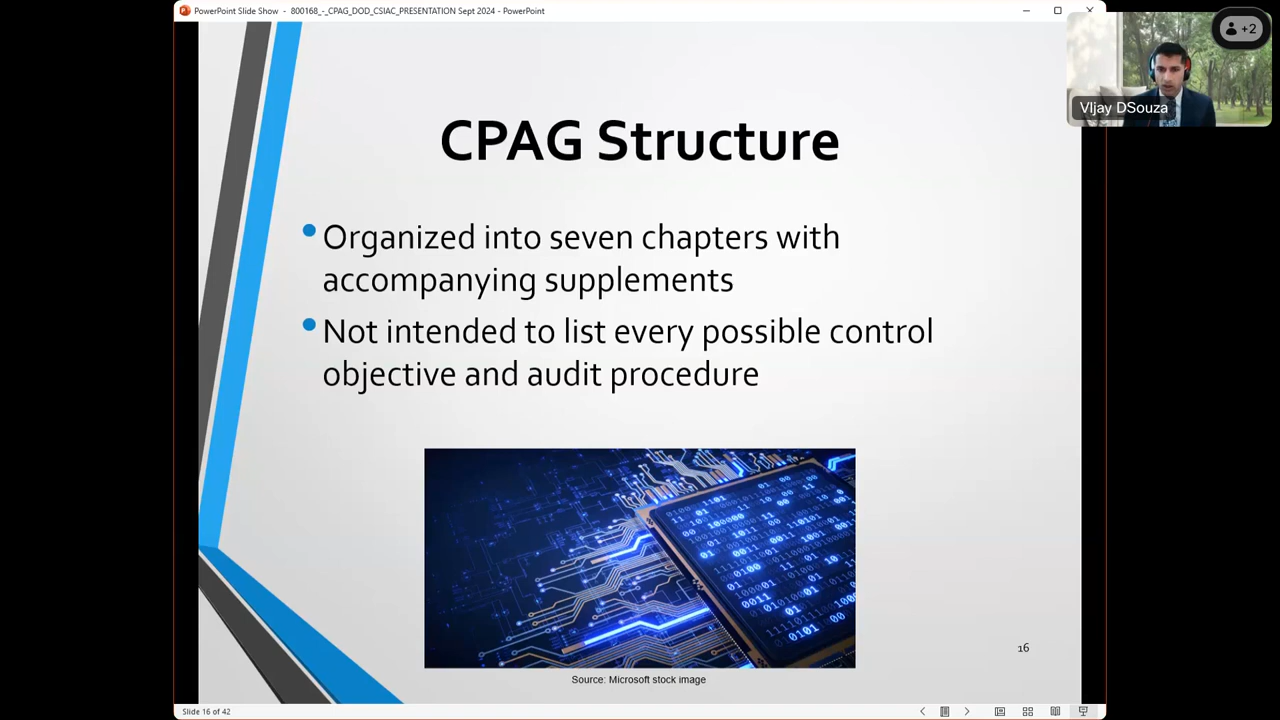 PowerPoint Slide Show - 800168_-_CPAG_DOD_CSIAC_PRESENTATION Sept 2024 - PowerPoint
+2
VIjay DSouza
CPAG Structure
• Organized into seven chapters with
accompanying supplements
• Not intended to list every possible control
objective and audit procedure
16
Source: Microsoft stock image
Slide 16 of 42